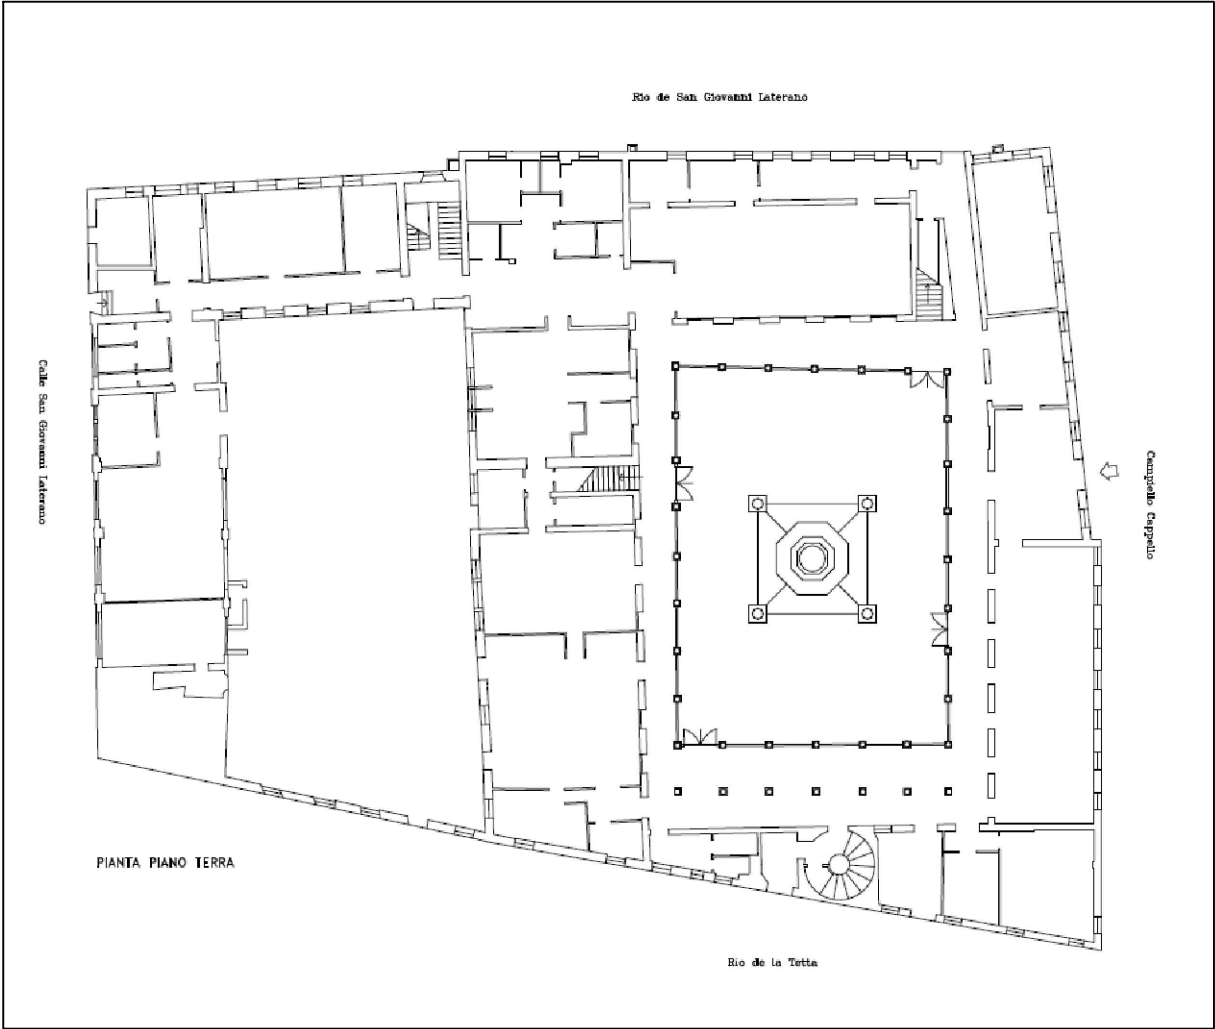 Rio de San Giovanni Laterano
Calle San Giovanni Laterano
Campiello Cappello
PIANTA PIANO TERRA
Rio de la Tetta